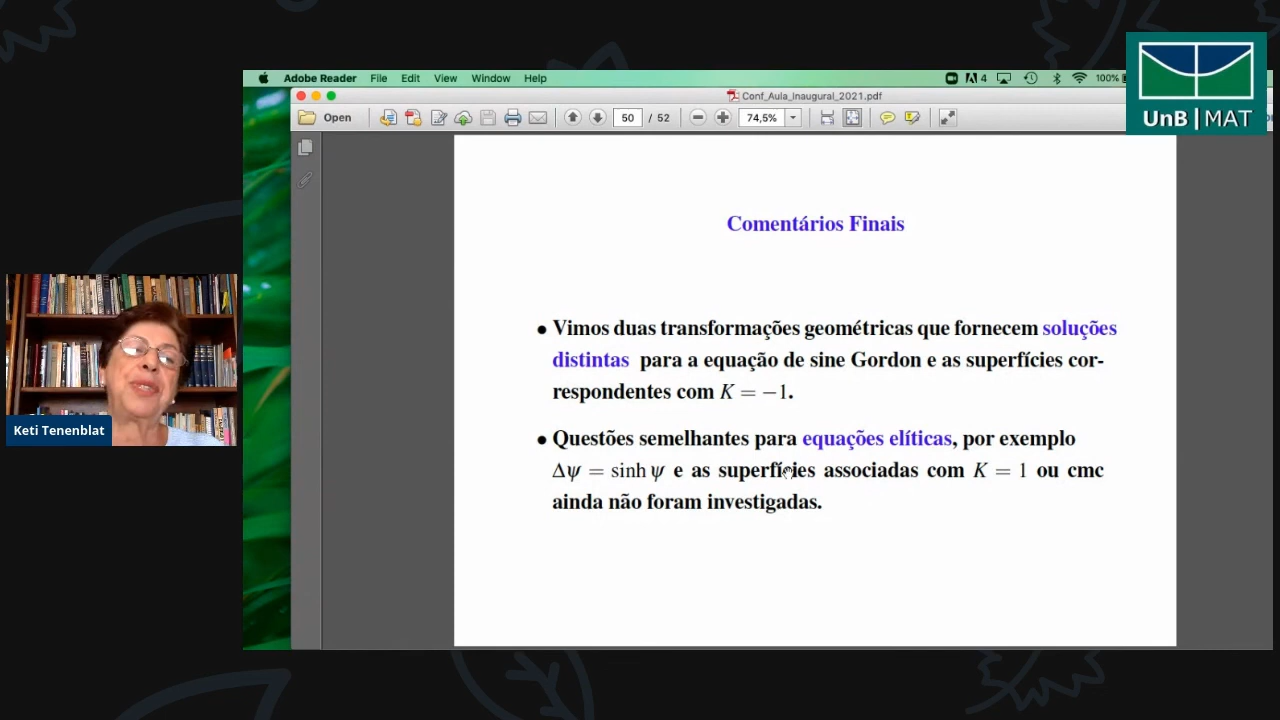 Adobe Reader File Edit View Window Help
4 100%
Conf_Aula_Inaugural_2021.pdf
Open 50 / 52 74,5%
UnB | MAT
Comentários Finais
• Vimos duas transformações geométricas que fornecem soluções
distintas para a equação de sine Gordon e as superfícies cor-
respondentes com K = −1.
• Questões semelhantes para equações elíticas, por exemplo
Δψ = sinh ψ e as superfícies associadas com K = 1 ou cmc
ainda não foram investigadas.
Keti Tenenblat